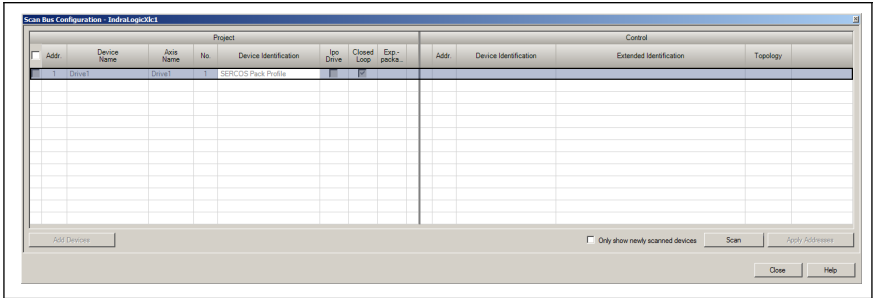 Scan Bus Configuration - IndraLogicXlc1
Project Control
Addr. Device Name Axis Name No. Device Identification Ipo Drive Closed Loop Exp.-packa... Addr. Device Identification Extended Identification Topology
1 Drive1 Drive1 1 SERCOS Pack Profile
Add Devices Only show newly scanned devices Scan Apply Addresses
Close Help